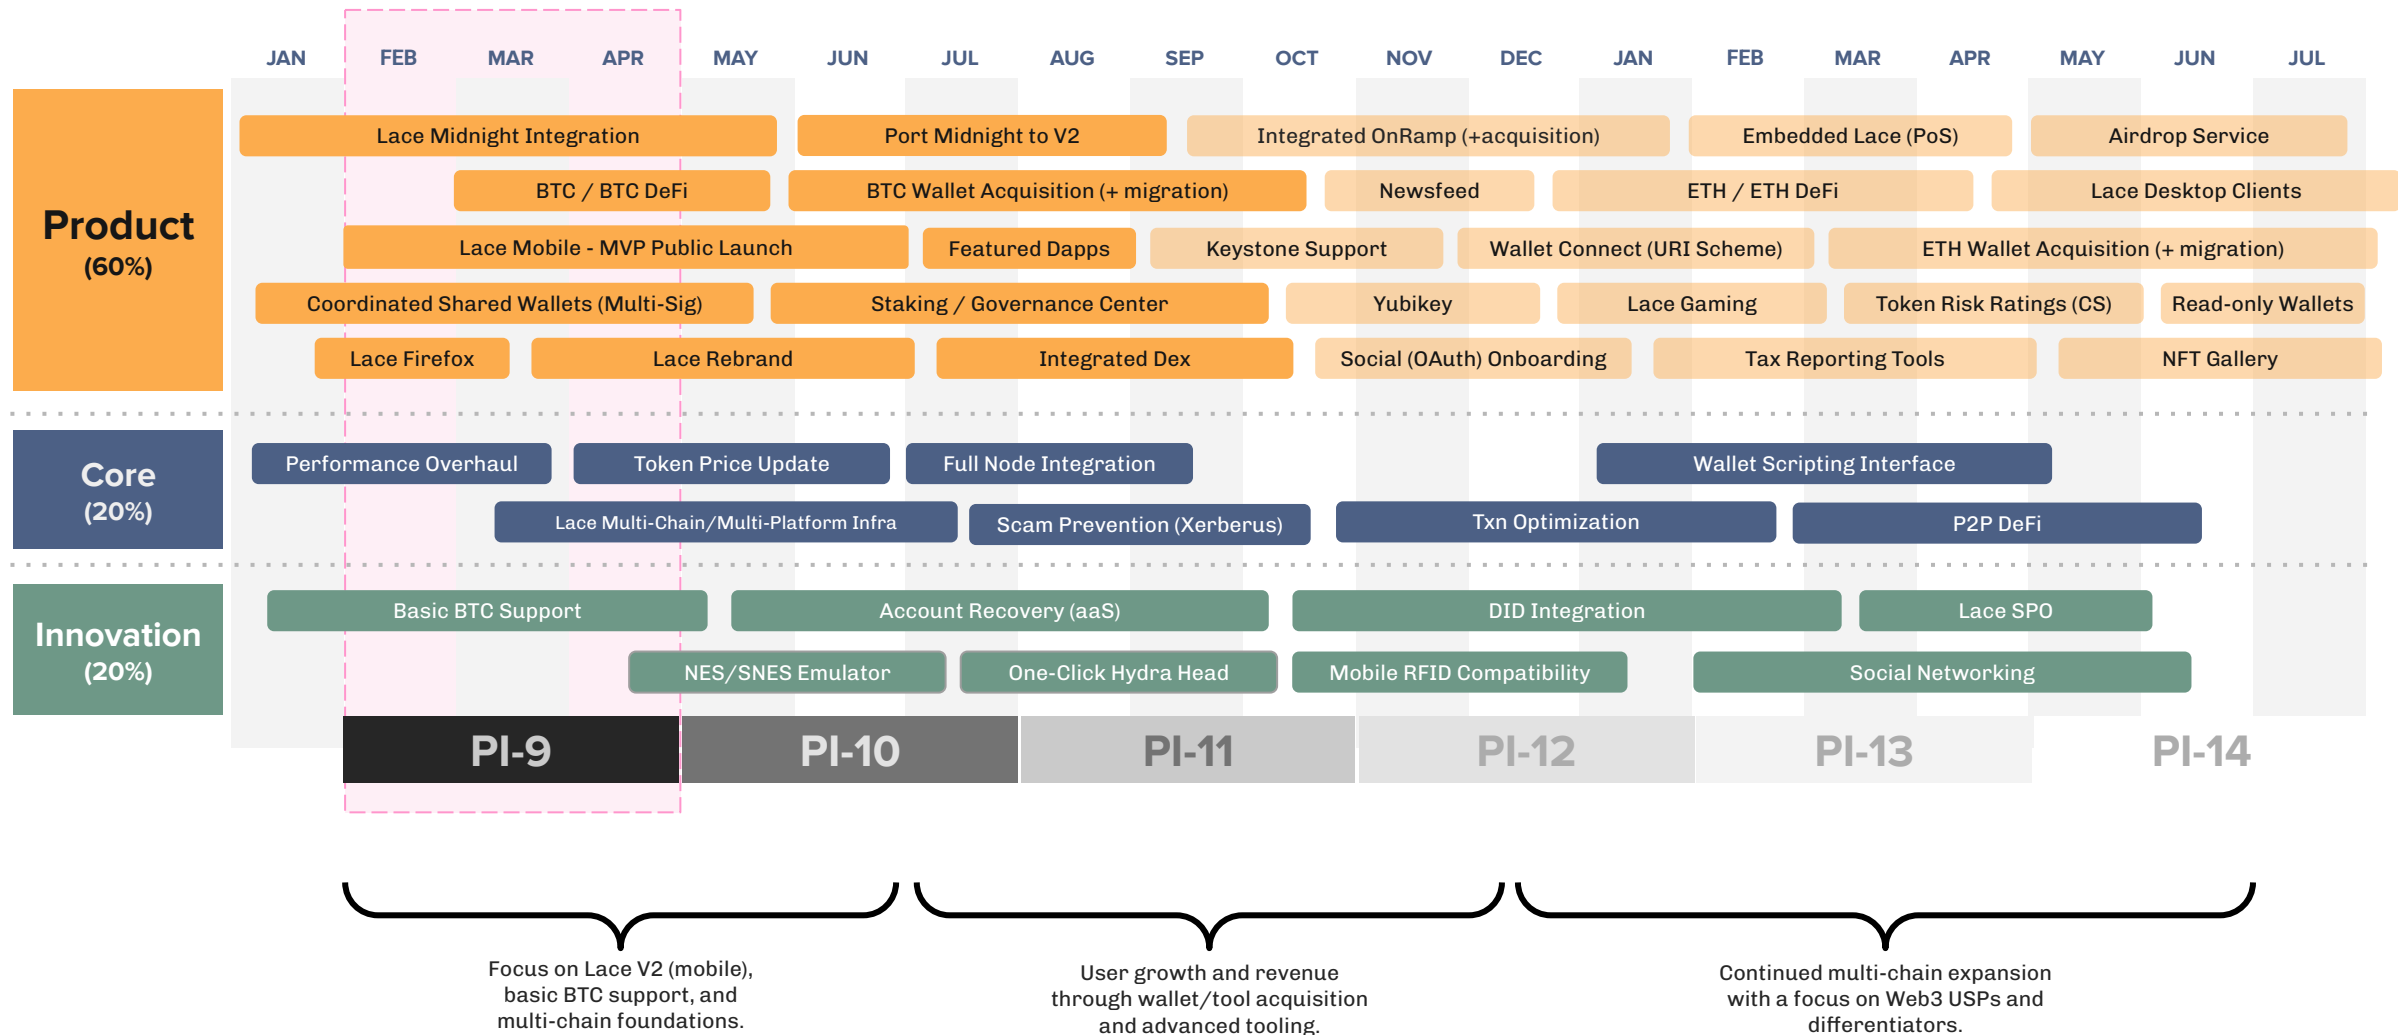 JAN FEB MAR APR MAY JUN JUL AUG SEP OCT NOV DEC JAN FEB MAR APR MAY JUN JUL
Product
(60%)
Lace Midnight Integration Port Midnight to V2 Integrated OnRamp (+acquisition) Embedded Lace (PoS) Airdrop Service
BTC / BTC DeFi BTC Wallet Acquisition (+ migration) Newsfeed ETH / ETH DeFi Lace Desktop Clients
Lace Mobile - MVP Public Launch Featured Dapps Keystone Support Wallet Connect (URI Scheme) ETH Wallet Acquisition (+ migration)
Coordinated Shared Wallets (Multi-Sig) Staking / Governance Center Yubikey Lace Gaming Token Risk Ratings (CS) Read-only Wallets
Lace Firefox Lace Rebrand Integrated Dex Social (OAuth) Onboarding Tax Reporting Tools NFT Gallery
Core
(20%)
Performance Overhaul Token Price Update Full Node Integration Wallet Scripting Interface
Lace Multi-Chain/Multi-Platform Infra Scam Prevention (Xerberus) Txn Optimization P2P DeFi
Innovation
(20%)
Basic BTC Support Account Recovery (aaS) DID Integration Lace SPO
NES/SNES Emulator One-Click Hydra Head Mobile RFID Compatibility Social Networking
PI-9 PI-10 PI-11 PI-12 PI-13 PI-14
Focus on Lace V2 (mobile),
basic BTC support, and
multi-chain foundations.
User growth and revenue
through wallet/tool acquisition
and advanced tooling.
Continued multi-chain expansion
with a focus on Web3 USPs and
differentiators.